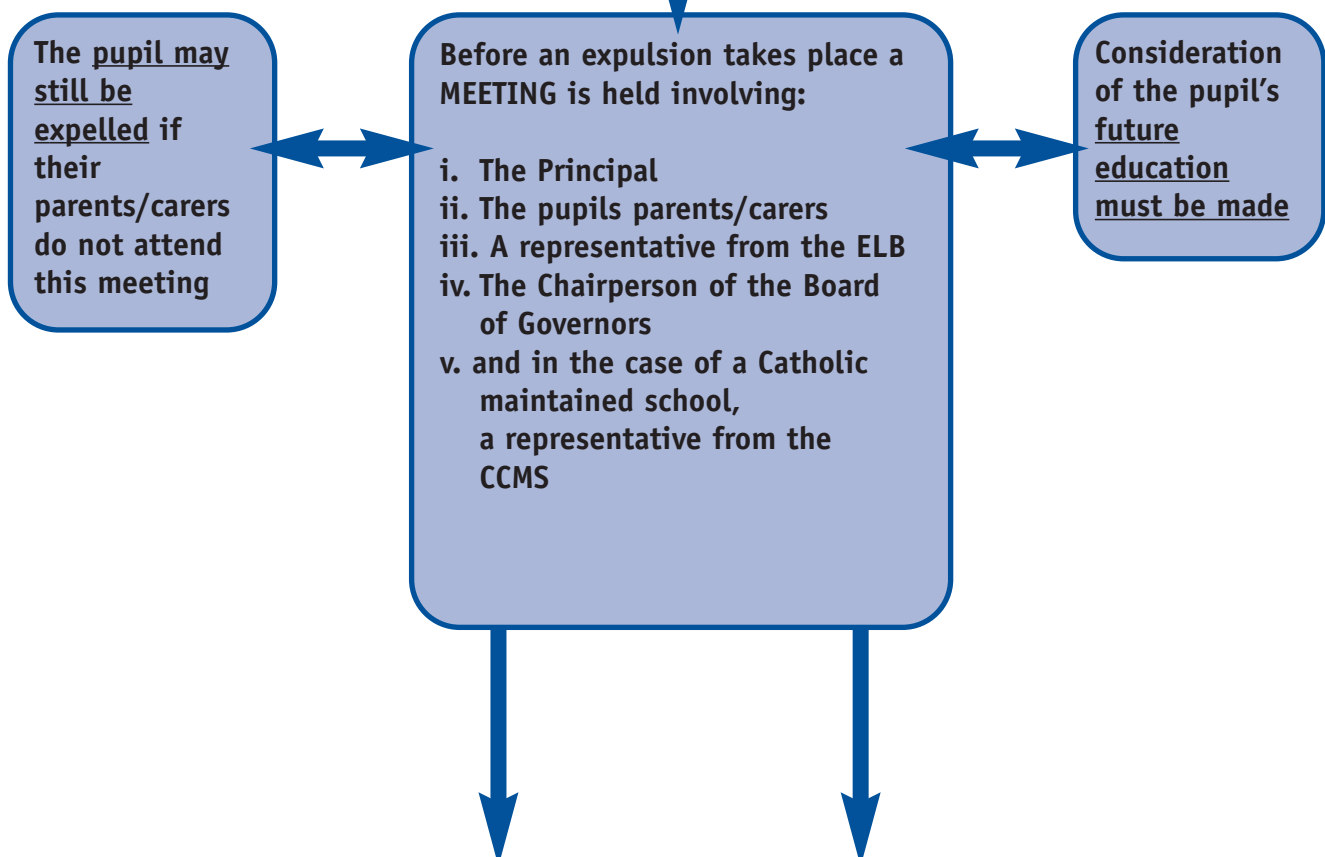 The pupil may
still be
expelled if
their
parents/carers
do not attend
this meeting
Before an expulsion takes place a
MEETING is held involving:
i. The Principal
ii. The pupils parents/carers
iii. A representative from the ELB
iv. The Chairperson of the Board
of Governors
v. and in the case of a Catholic
maintained school,
a representative from the
CCMS
Consideration
of the pupil's
future
education
must be made